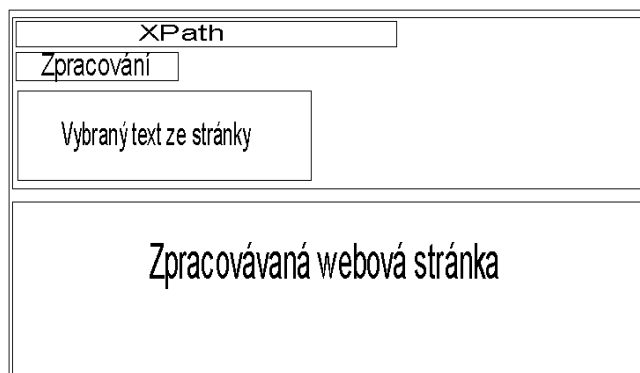 XPath
Zpracování
Vybraný text ze stránky
Zpracovávaná webová stránka